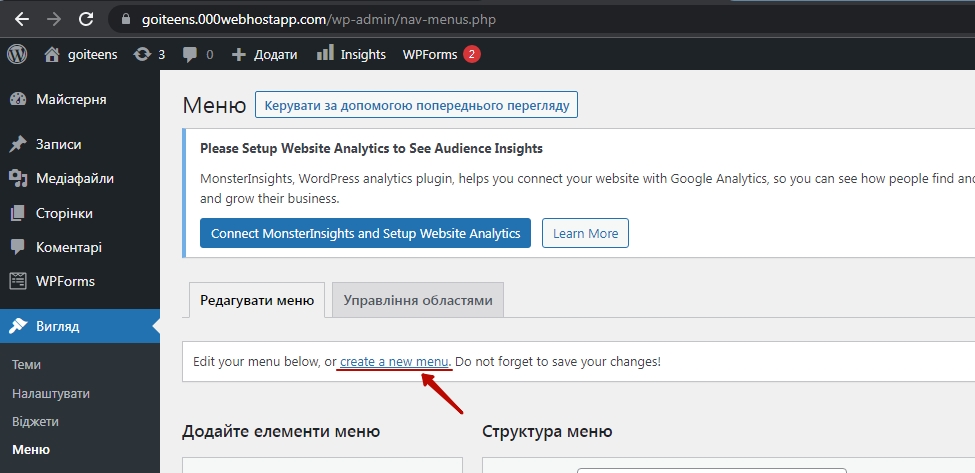 goiteens.000webhostapp.com/wp-admin/nav-menus.php
goiteens 3 0 Додати Insights WPForms 2
Майстерня
Записи
Медіафайли
Сторінки
Коментарі
WPForms
Вигляд
Теми
Налаштувати
Віджети
Меню
Меню Керувати за допомогою попереднього перегляду
Please Setup Website Analytics to See Audience Insights
MonsterInsights, WordPress analytics plugin, helps you connect your website with Google Analytics, so you can see how people find and
and grow their business.
Connect MonsterInsights and Setup Website Analytics Learn More
Редагувати меню Управління областями
Edit your menu below, or create a new menu. Do not forget to save your changes!
Додайте елементи меню Структура меню